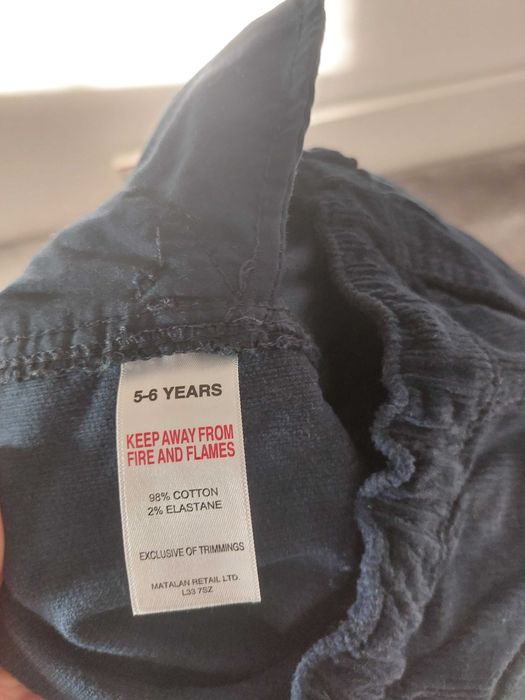 5-6 YEARS
KEEP AWAY FROM
FIRE AND FLAMES
98% COTTON
2% ELASTANE
EXCLUSIVE OF TRIMMINGS
MATALAN RETAIL LTD.
L33 7SZ